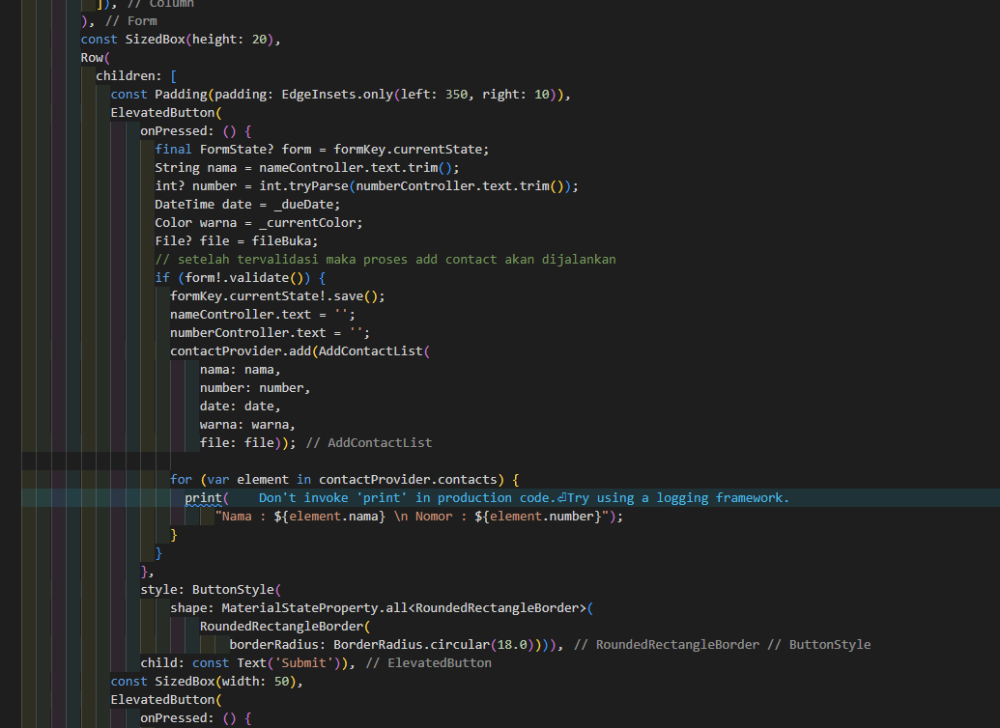 ]), // Column
), // Form
const SizedBox(height: 20),
Row(
children: [
const Padding(padding: EdgeInsets.only(left: 350, right: 10)),
ElevatedButton(
onPressed: () {
final FormState? form = formKey.currentState;
String nama = nameController.text.trim();
int? number = int.tryParse(numberController.text.trim());
DateTime date = _dueDate;
Color warna = _currentColor;
File? file = fileBuka;
// setelah tervalidasi maka proses add contact akan dijalankan
if (form!.validate()) {
formKey.currentState!.save();
nameController.text = '';
numberController.text = '';
contactProvider.add(AddContactList(
nama: nama,
number: number,
date: date,
warna: warna,
file: file)); // AddContactList
for (var element in contactProvider.contacts) {
print( Don't invoke 'print' in production code.⏎Try using a logging framework.
"Nama : ${element.nama} \n Nomor : ${element.number}");
}
}
},
style: ButtonStyle(
shape: MaterialStateProperty.all<RoundedRectangleBorder>(
RoundedRectangleBorder(
borderRadius: BorderRadius.circular(18.0)))), // RoundedRectangleBorder // ButtonStyle
child: const Text('Submit')), // ElevatedButton
const SizedBox(width: 50),
ElevatedButton(
onPressed: () {